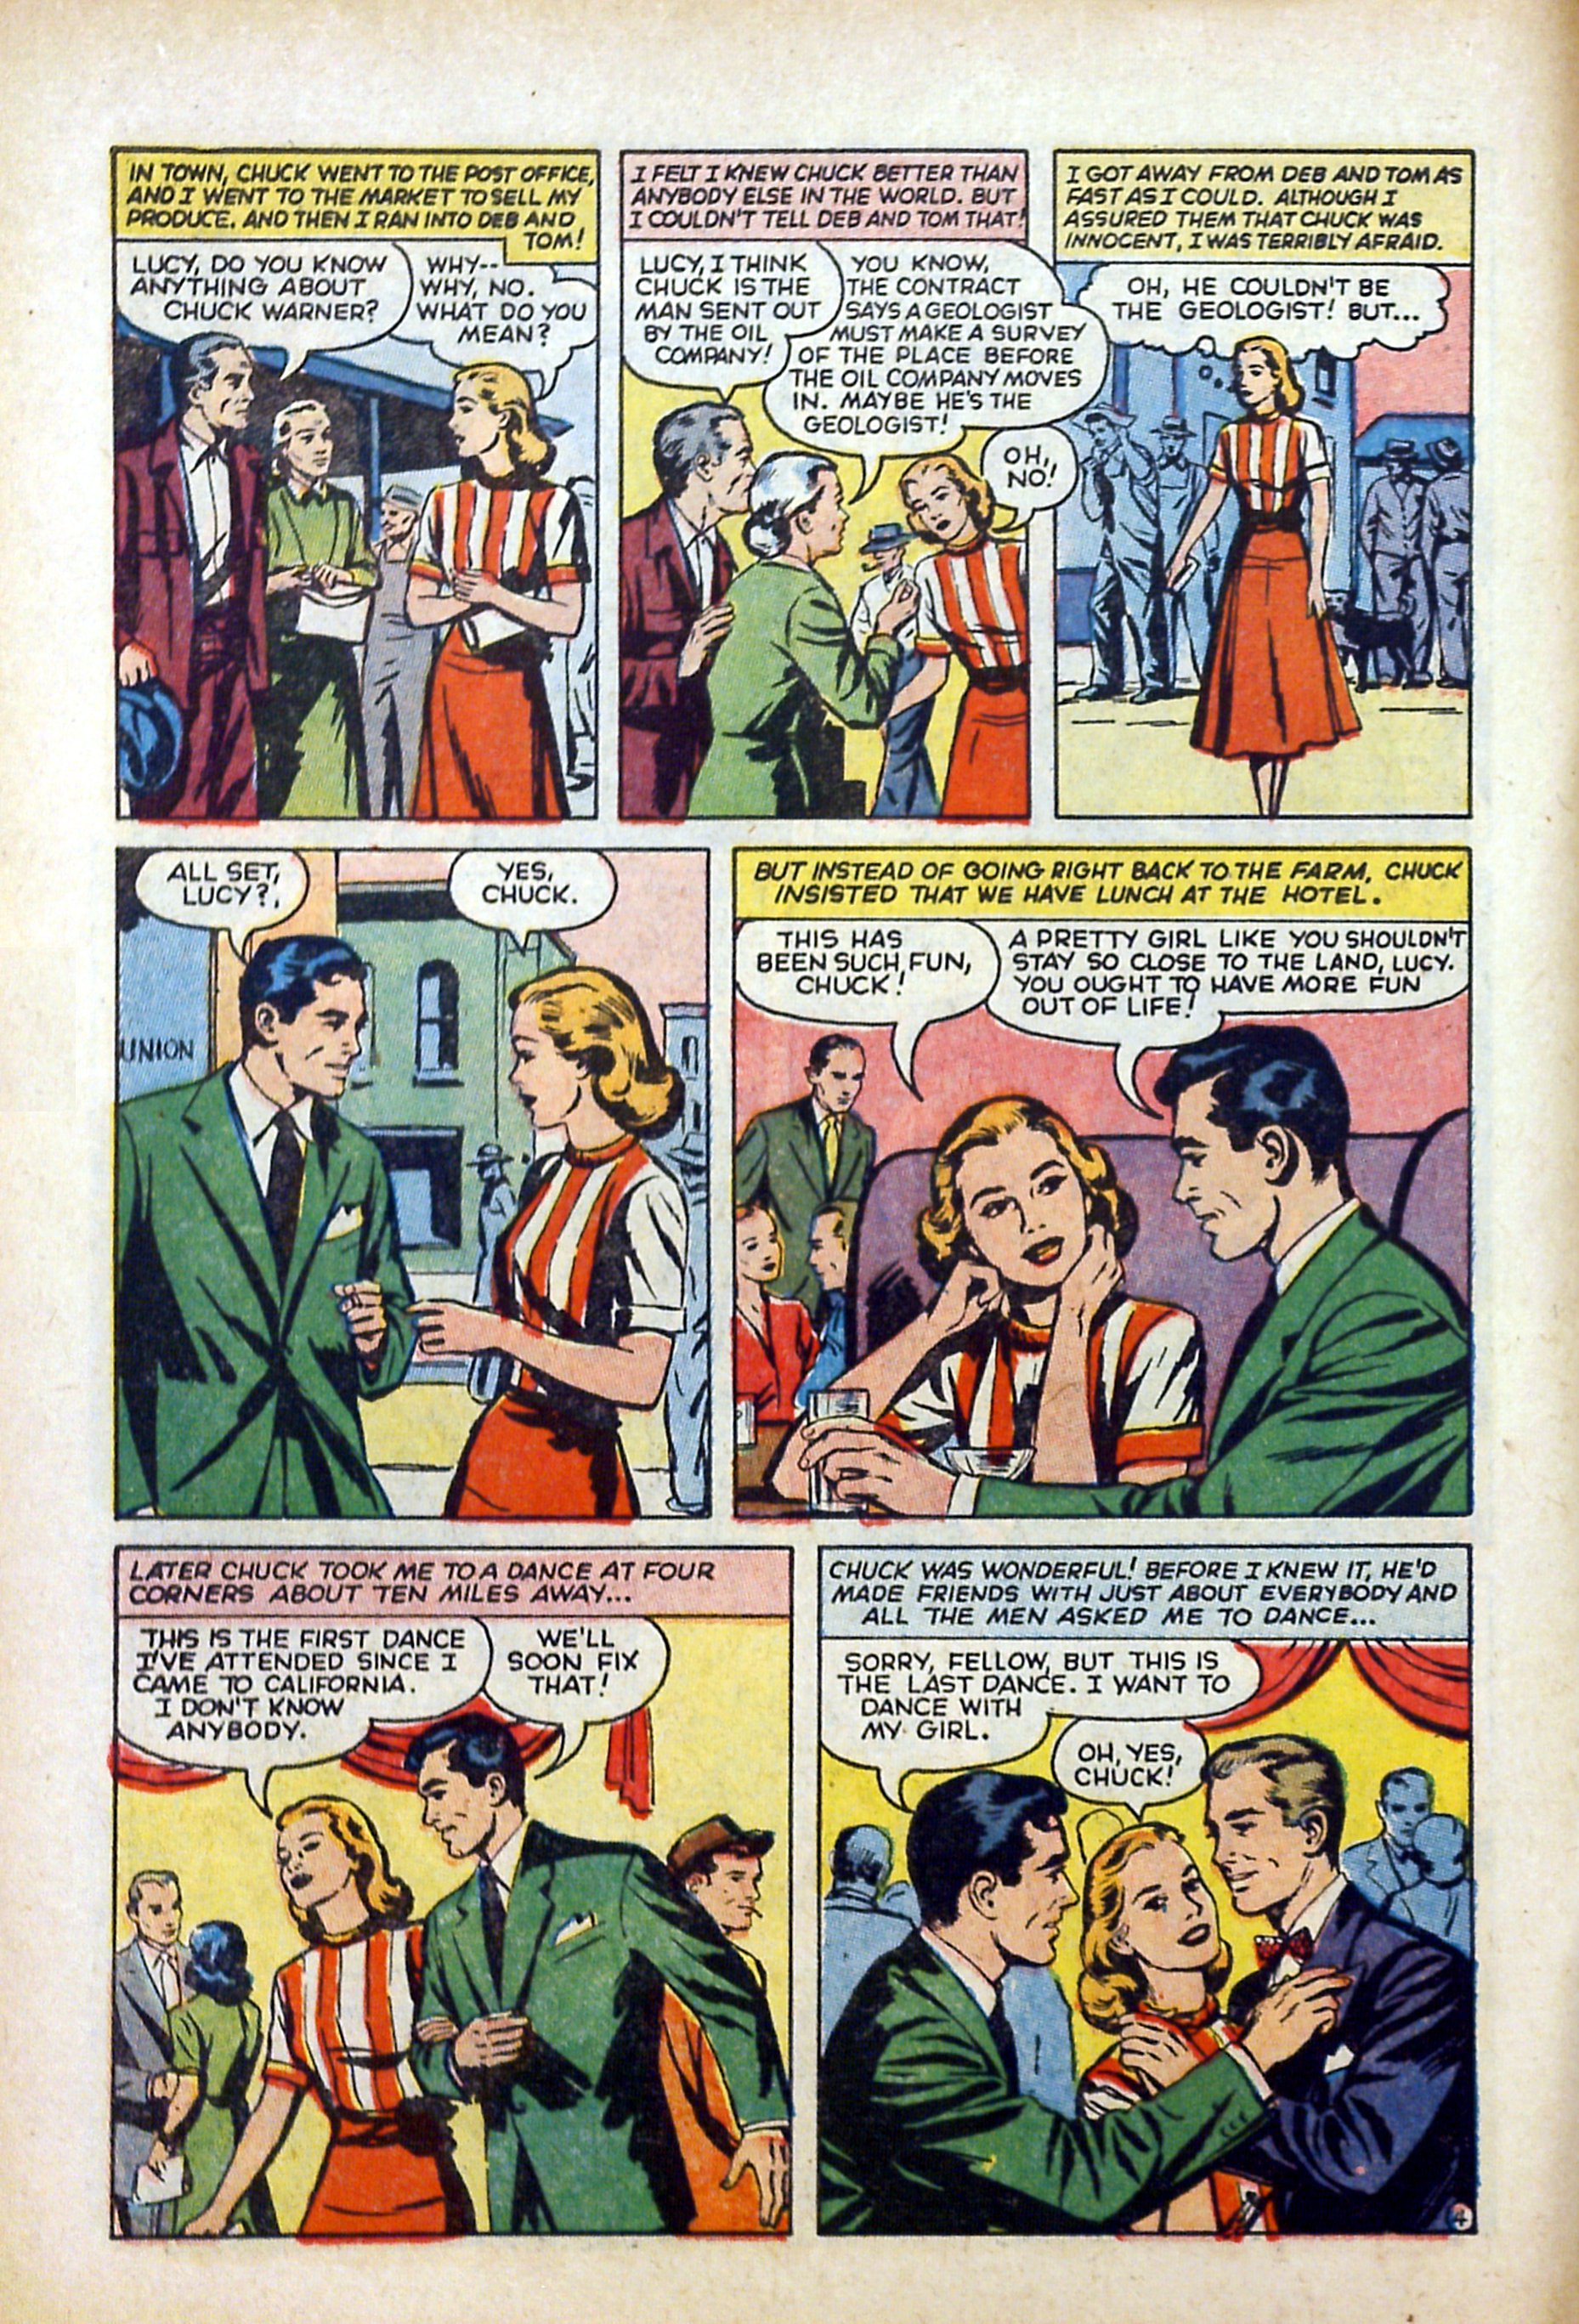 IN TOWN, CHUCK WENT TO THE POST OFFICE,
AND I WENT TO THE MARKET TO SELL MY
PRODUCE. AND THEN I RAN INTO DEB AND
TOM!
LUCY, DO YOU KNOW
ANYTHING ABOUT
CHUCK WARNER?
WHY--
WHY, NO.
WHAT DO YOU
MEAN?
I FELT I KNEW CHUCK BETTER THAN
ANYBODY ELSE IN THE WORLD. BUT
I COULDN'T TELL DEB AND TOM THAT!
LUCY, I THINK
CHUCK IS THE
MAN SENT OUT
BY THE OIL
COMPANY!
YOU KNOW,
THE CONTRACT
SAYS A GEOLOGIST
MUST MAKE A SURVEY
OF THE PLACE BEFORE
THE OIL COMPANY MOVES
IN. MAYBE HE'S THE
GEOLOGIST!
OH,
NO!
I GOT AWAY FROM DEB AND TOM AS
FAST AS I COULD. ALTHOUGH I
ASSURED THEM THAT CHUCK WAS
INNOCENT, I WAS TERRIBLY AFRAID.
OH, HE COULDN'T BE
THE GEOLOGIST! BUT...
ALL SET,
LUCY?
YES,
CHUCK.
UNION
BUT INSTEAD OF GOING RIGHT BACK TO THE FARM, CHUCK
INSISTED THAT WE HAVE LUNCH AT THE HOTEL.
THIS HAS
BEEN SUCH FUN,
CHUCK!
A PRETTY GIRL LIKE YOU SHOULDN'T
STAY SO CLOSE TO THE LAND, LUCY.
YOU OUGHT TO HAVE MORE FUN
OUT OF LIFE!
LATER CHUCK TOOK ME TO A DANCE AT FOUR
CORNERS ABOUT TEN MILES AWAY...
THIS IS THE FIRST DANCE
I'VE ATTENDED SINCE I
CAME TO CALIFORNIA.
I DON'T KNOW
ANYBODY.
WE'LL
SOON FIX
THAT!
CHUCK WAS WONDERFUL! BEFORE I KNEW IT, HE'D
MADE FRIENDS WITH JUST ABOUT EVERYBODY AND
ALL THE MEN ASKED ME TO DANCE...
SORRY, FELLOW, BUT THIS IS
THE LAST DANCE. I WANT TO
DANCE WITH
MY GIRL.
OH, YES,
CHUCK!
4